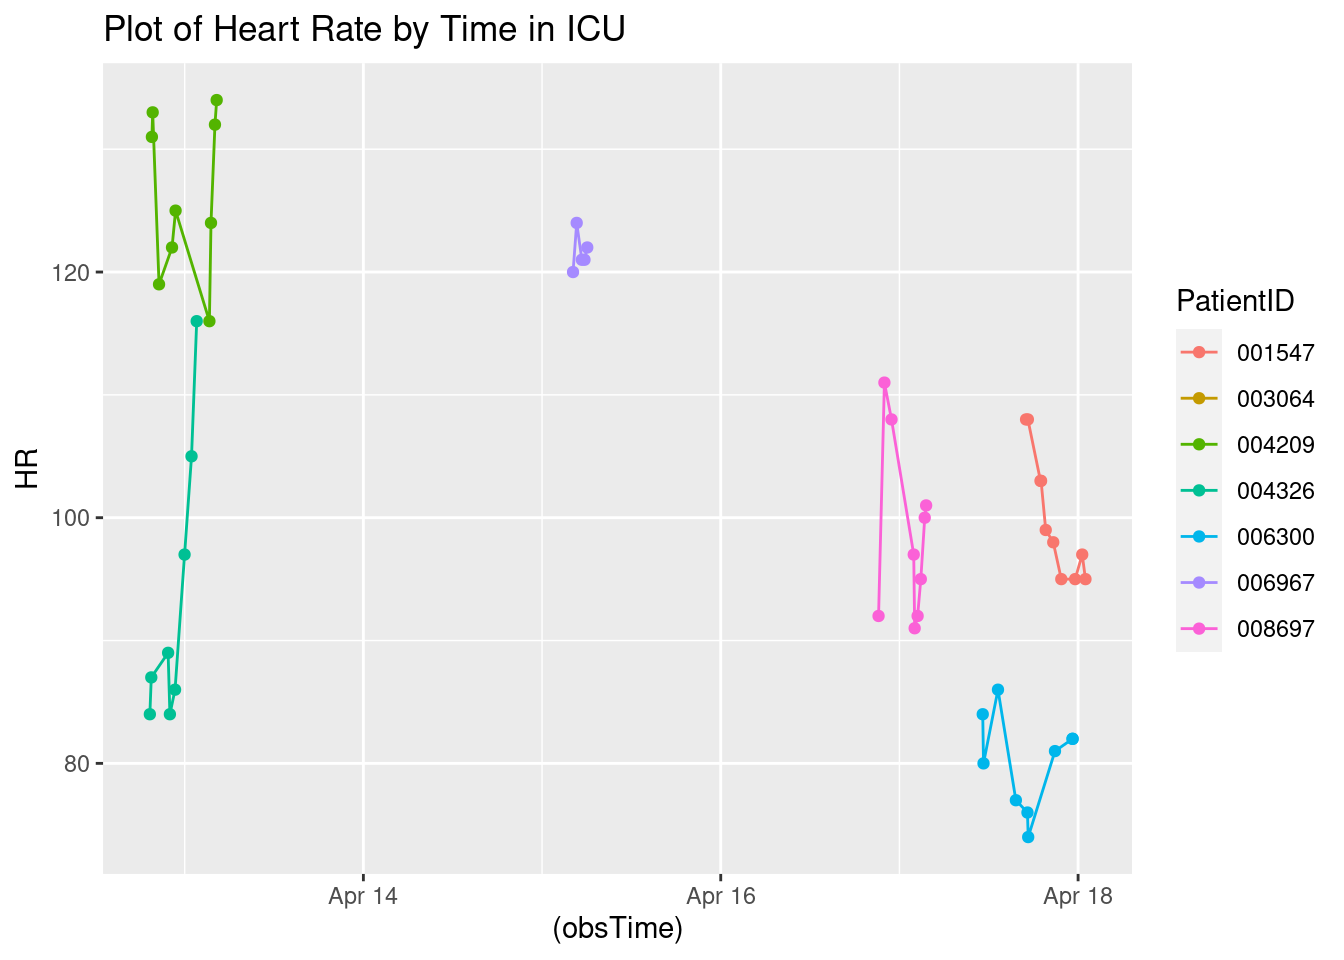 Plot of Heart Rate by Time in ICU
HR
120
100
80
Apr 14
Apr 16
Apr 18
(obsTime)
PatientID
001547
003064
004209
004326
006300
006967
008697